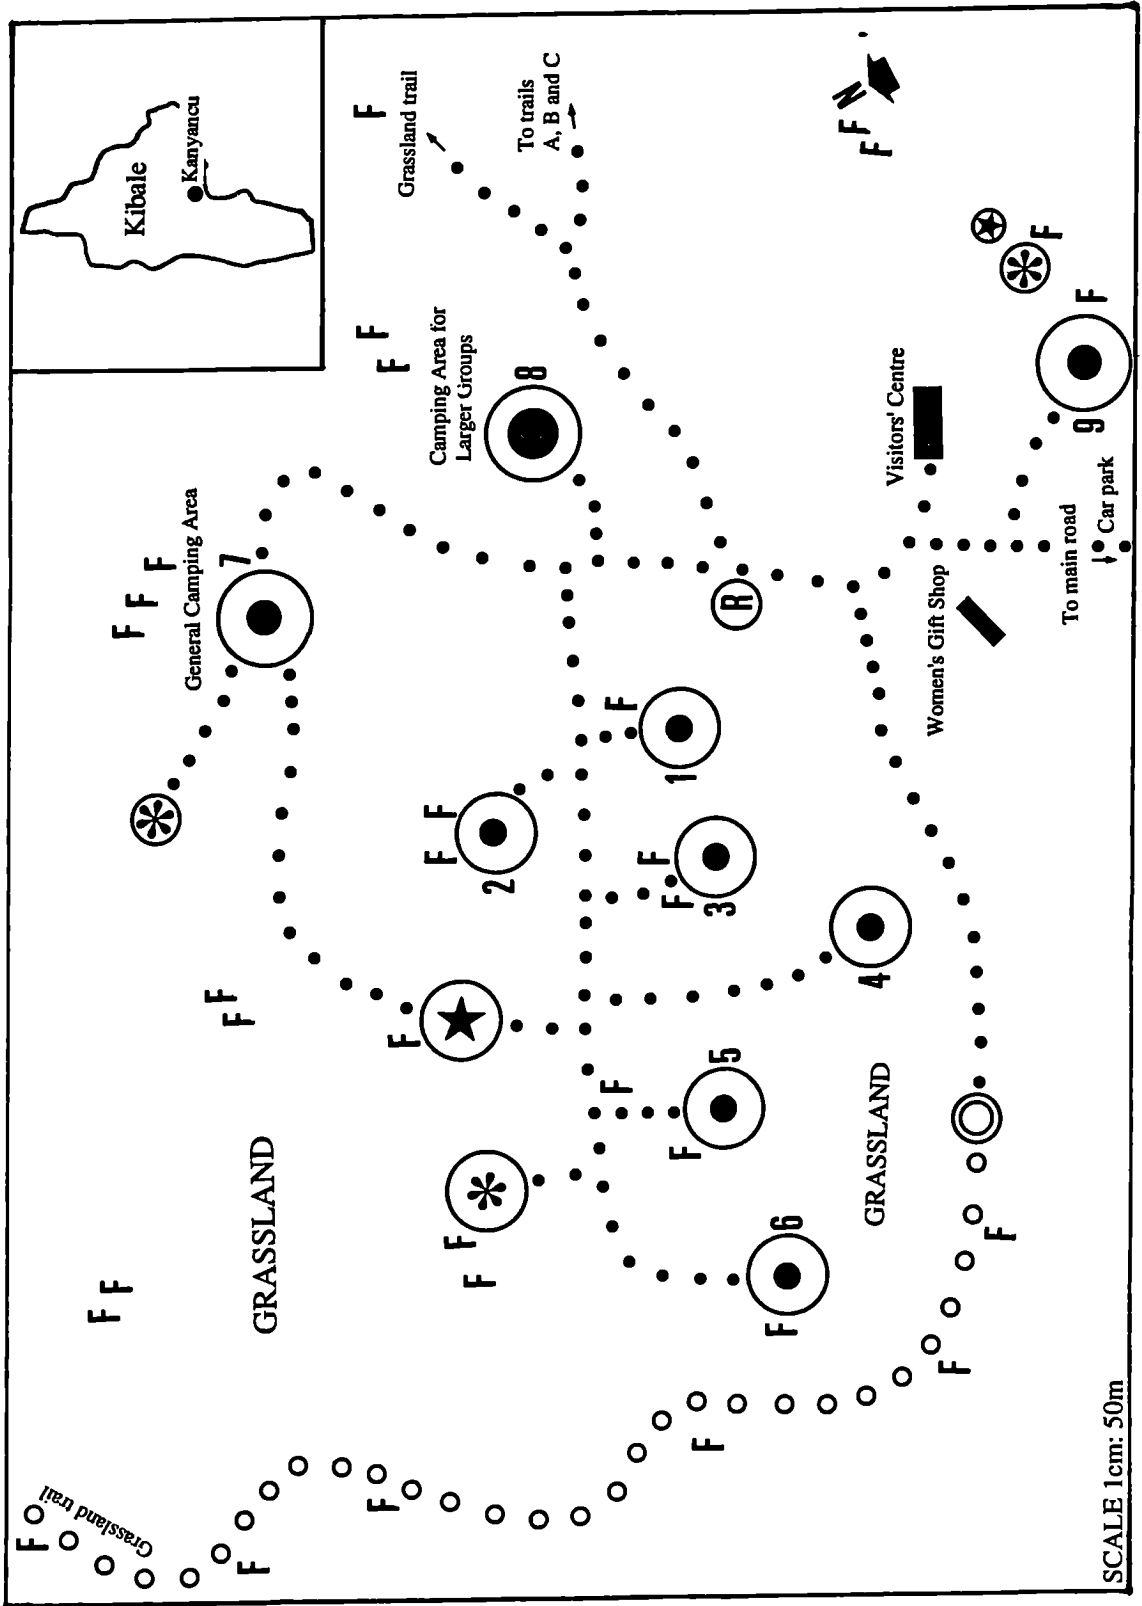 F
F F
Kibale
F F F
Grassland trail
Kanyancu
General Camping Area
7
F
F F
GRASSLAND
F
F
F F
F
Grassland trail
Camping Area for
Larger Groups
F F
F F
2
8
To trails
A, B and C
F
F
F
F F
1
F
5
3
R
F
6
GRASSLAND
4
N
F F
Visitors' Centre
Women's Gift Shop
F
F
F
To main road
9
F
Car park
SCALE 1cm: 50m